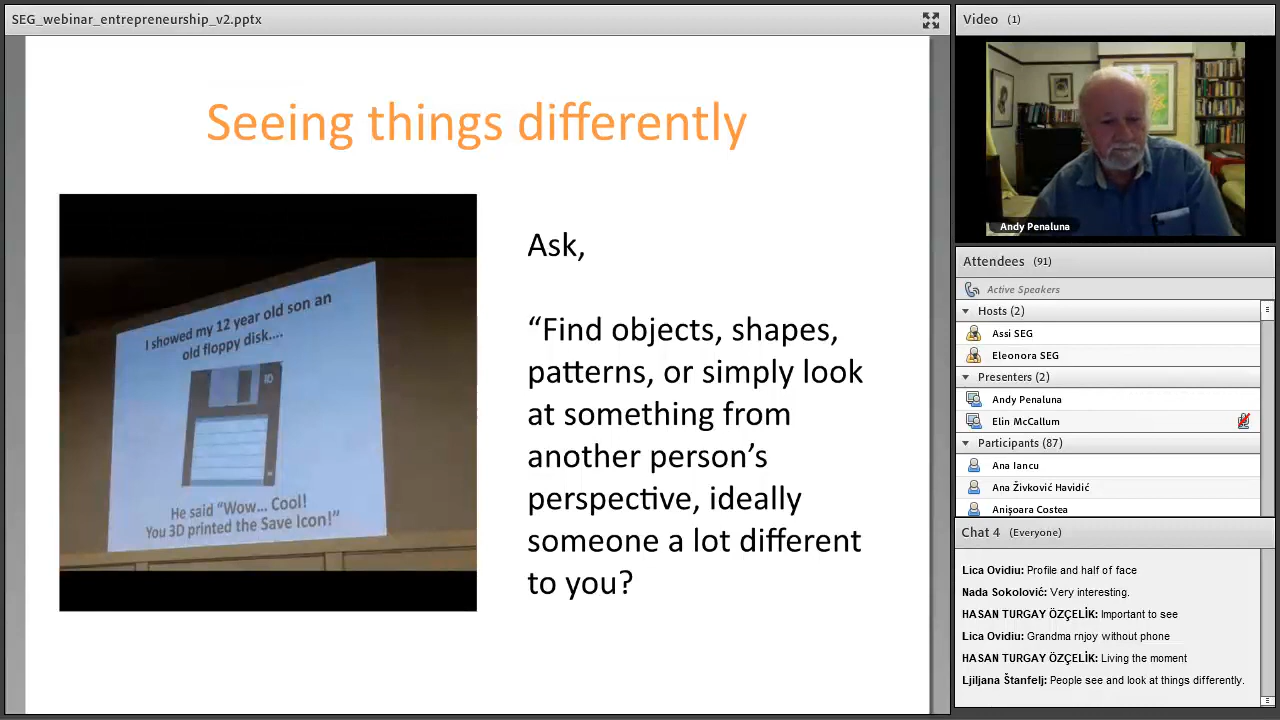 SEG_webinar_entrepreneurship_v2.pptx
Seeing things differently
I showed my 12 year old son an
old floppy disk....
He said “Wow... Cool!
You 3D printed the Save Icon!”
Ask,
“Find objects, shapes,
patterns, or simply look
at something from
another person’s
perspective, ideally
someone a lot different
to you?
Video (1)
Andy Penaluna
Attendees (91)
Active Speakers
Hosts (2)
Assi SEG
Eleonora SEG
Presenters (2)
Andy Penaluna
Elin McCallum
Participants (87)
Ana Iancu
Ana Živković Havidić
Anişoara Costea
Chat 4 (Everyone)
Lica Ovidiu: Profile and half of face
Nada Sokolović: Very interesting.
HASAN TURGAY ÖZÇELİK: Important to see
Lica Ovidiu: Grandma rnjoy without phone
HASAN TURGAY ÖZÇELİK: Living the moment
Ljiljana Štanfelj: People see and look at things differently.